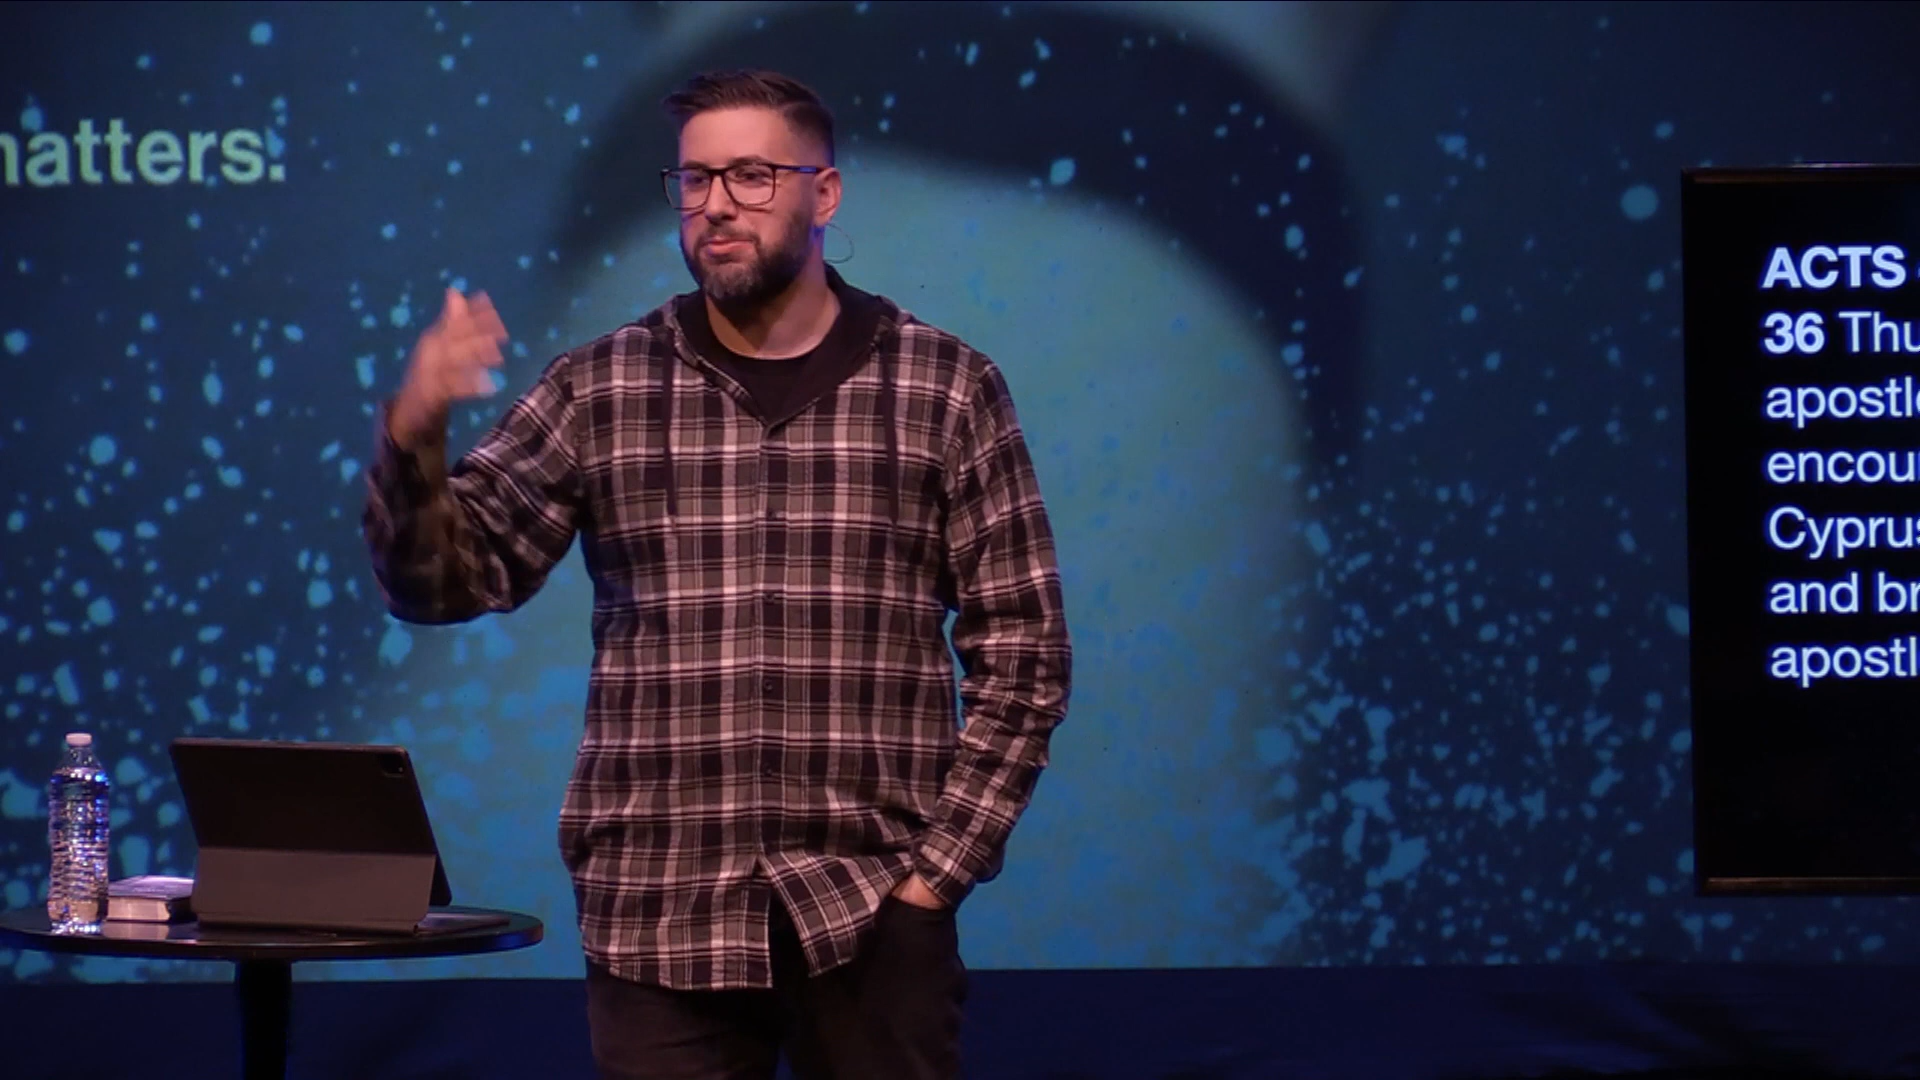 matters.
ACTS
36 Thu
apostl
encou
Cyprus
and br
apostl